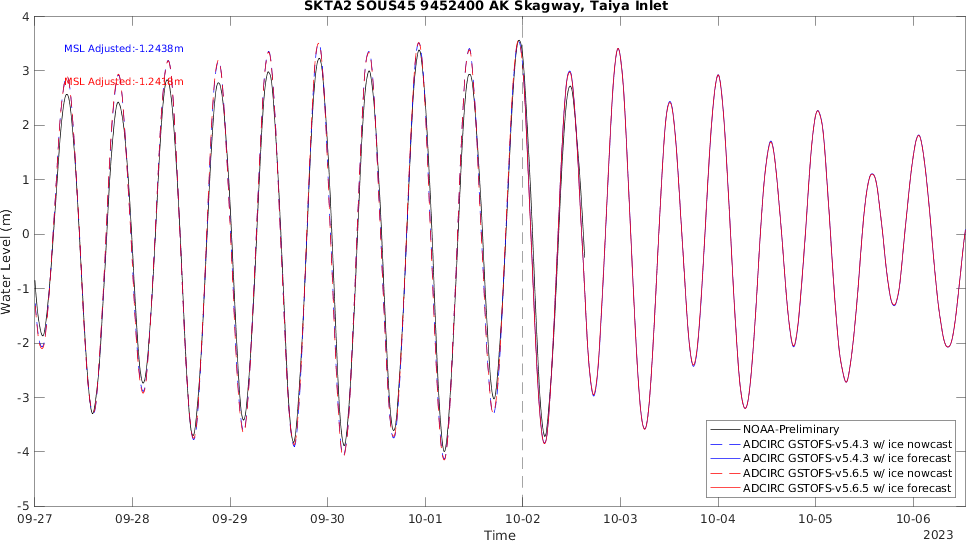 SKTA2 SOUS45 9452400 AK Skagway, Taiya Inlet
MSL Adjusted:-1.2438m
MSL
4
3
2
1
0
-1
-2
-3
-4
-5
Water Level (m)
NOAA-Preliminary
ADCIRC GSTOFS-v5.4.3 w/ ice nowcast
ADCIRC GSTOFS-v5.4.3 w/ ice forecast
ADCIRC GSTOFS-v5.6.5 w/ ice nowcast
ADCIRC GSTOFS-v5.6.5 w/ ice forecast
09-27 09-28 09-29 09-30 10-01 10-02 10-03 10-04 10-05 10-06
Time
2023